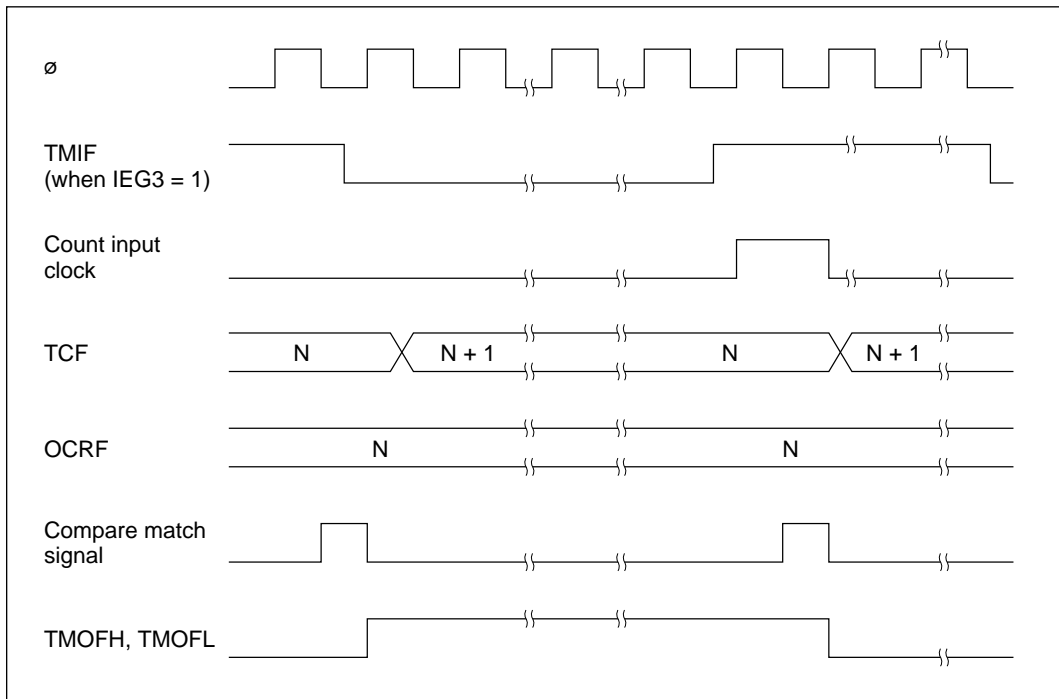 ø
TMIF
(when IEG3 = 1)
Count input
clock
TCF
N
N + 1
N
N + 1
OCRF
N
N
Compare match
signal
TMOFH, TMOFL